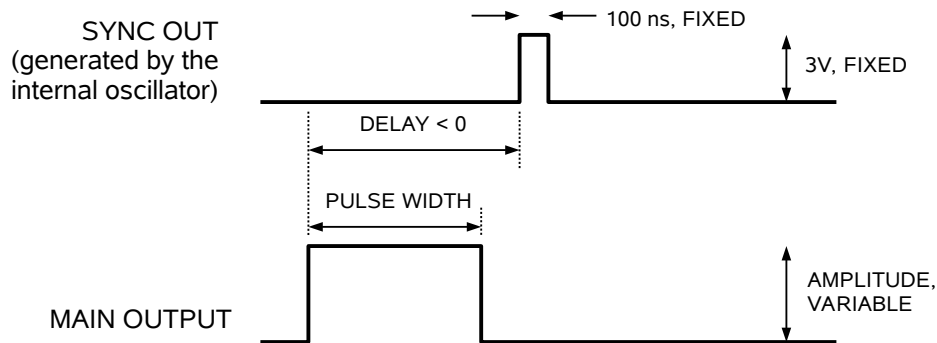 100 ns, FIXED
SYNC OUT
(generated by the
internal oscillator)
3V, FIXED
DELAY < 0
PULSE WIDTH
AMPLITUDE,
VARIABLE
MAIN OUTPUT